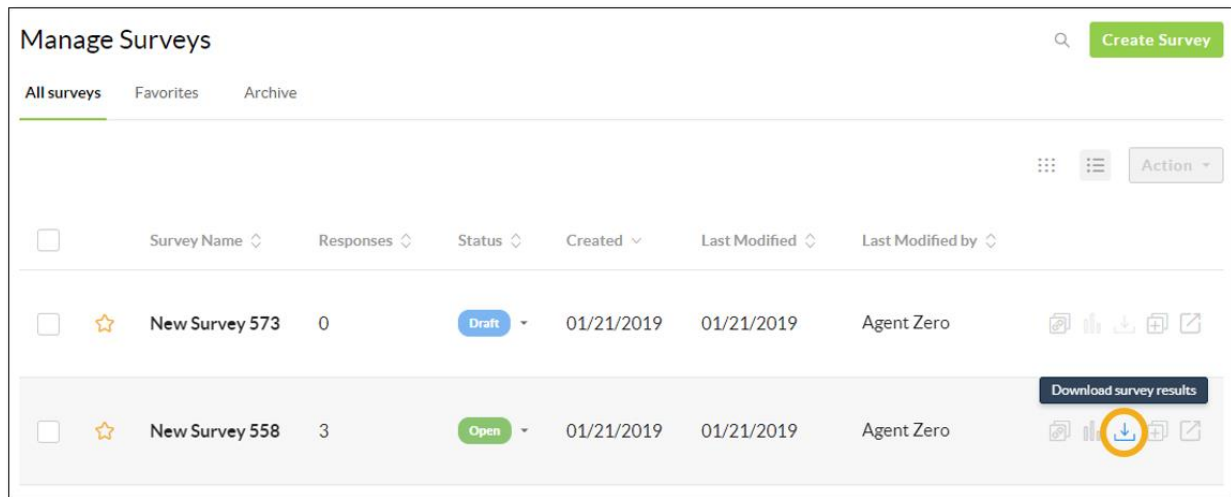 Manage Surveys
Create Survey
All surveys Favorites Archive
Action
Survey Name Responses Status Created Last Modified Last Modified by
New Survey 573 0 Draft 01/21/2019 01/21/2019 Agent Zero
Download survey results
New Survey 558 3 Open 01/21/2019 01/21/2019 Agent Zero